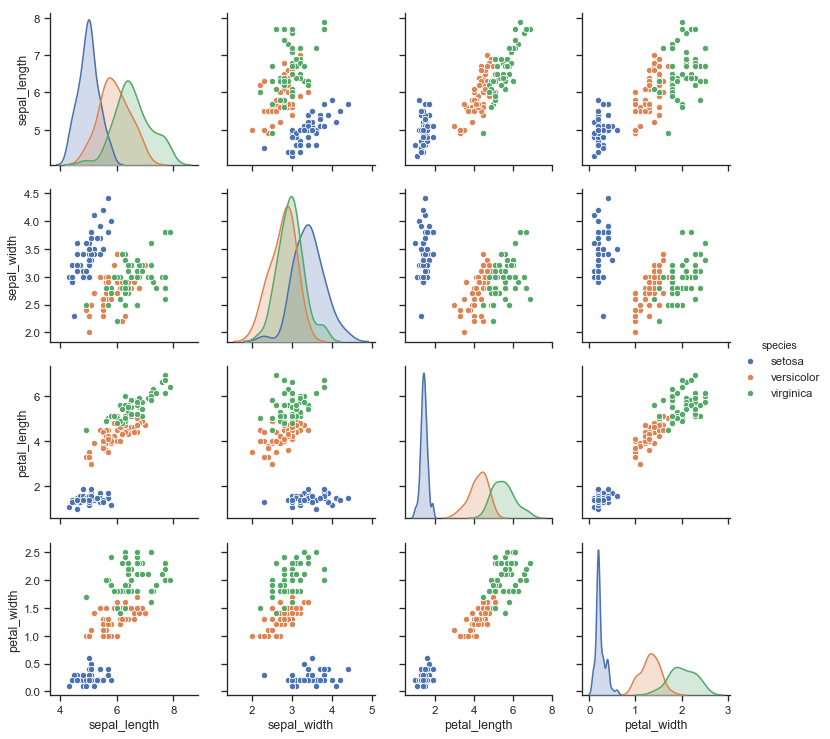 sepal_length
8
7
6
5
sepal_width
4.5
4.0
3.5
3.0
2.5
2.0
species
setosa
versicolor
virginica
petal_length
6
4
2
petal_width
2.5
2.0
1.5
1.0
0.5
0.0
4 6 8 2 3 4 5 2 4 6 8 0 1 2 3
sepal_length sepal_width petal_length petal_width